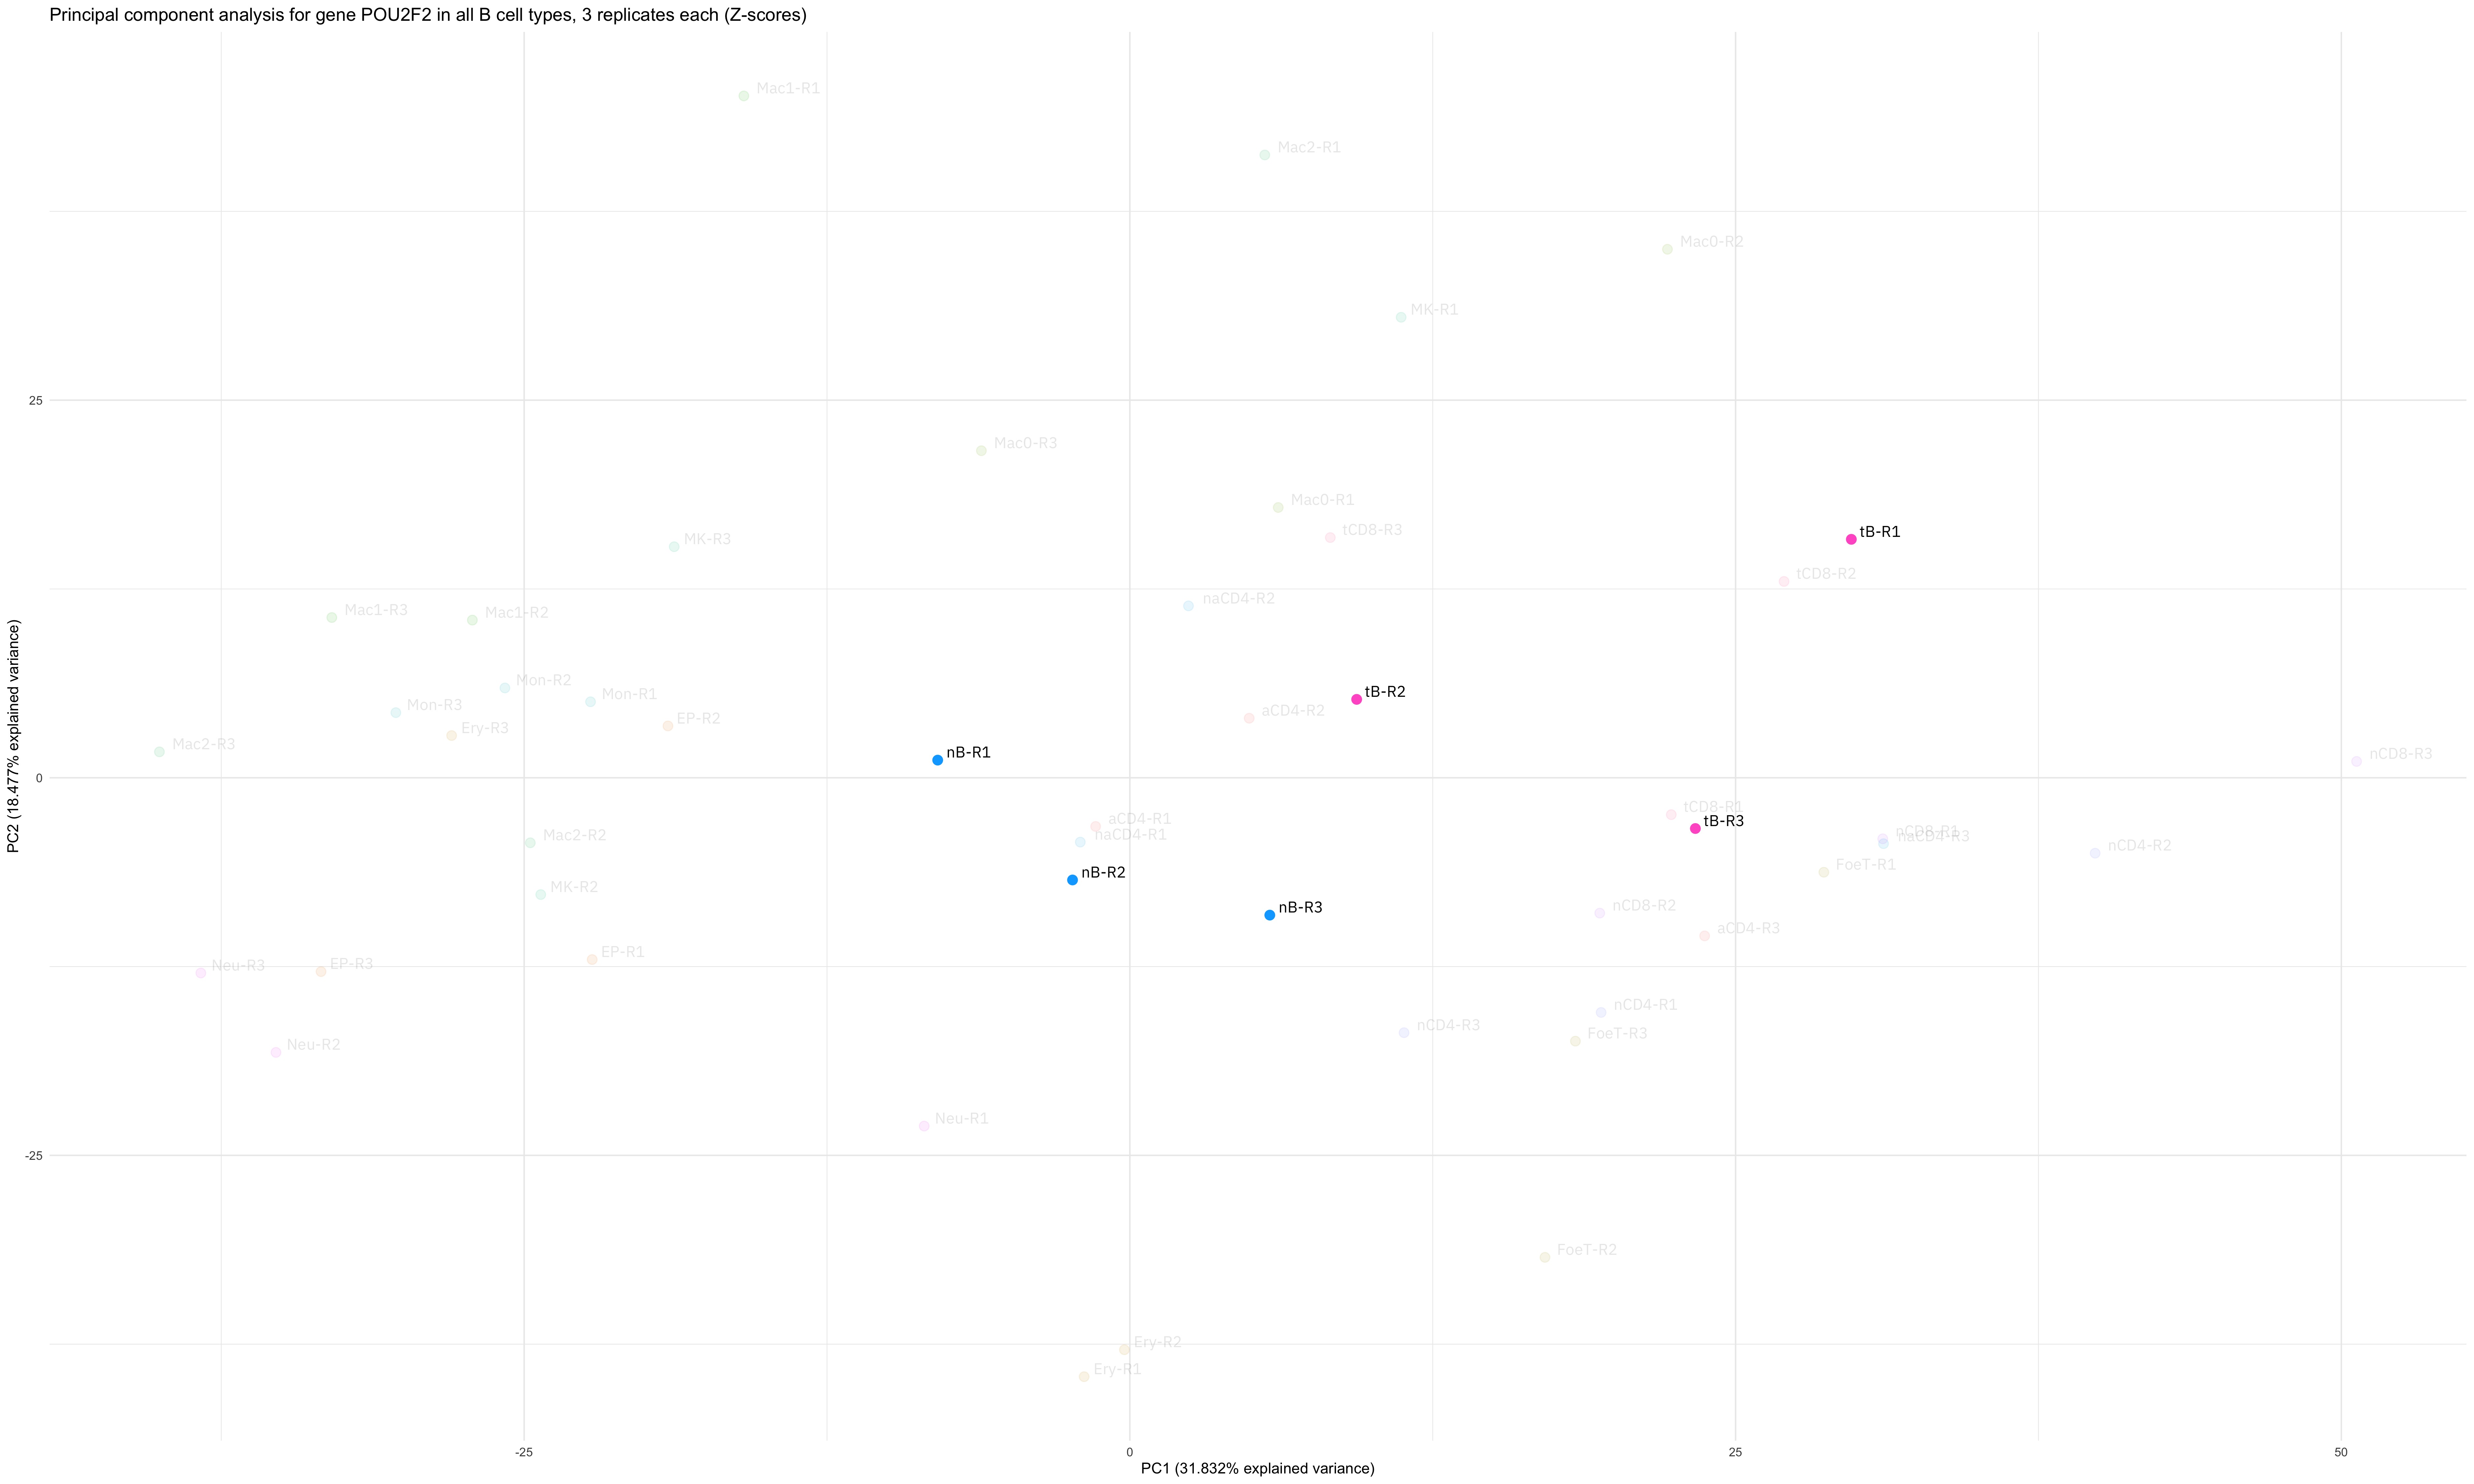 Principal component analysis for gene POU2F2 in all B cell types, 3 replicates each (Z-scores)
Mac1-R1
Mac2-R1
Mac0-R2
MK-R1
25
Mac0-R3
Mac0-R1
tCD8-R3
tB-R1
MK-R3
tCD8-R2
naCD4-R2
Mac1-R3
Mac1-R2
Mon-R2
Mon-R1
tB-R2
Mon-R3
aCD4-R2
EP-R2
Ery-R3
Mac2-R3
nB-R1
nCD8-R3
0
PC2 (18.477% explained variance)
tCD8-R1
aCD4-R1
tB-R3
nCD8-R1
naCD4-R1
Mac2-R2
naCD4-R3
nCD4-R2
FoeT-R1
nB-R2
MK-R2
nCD8-R2
nB-R3
aCD4-R3
EP-R1
Neu-R3
EP-R3
nCD4-R1
nCD4-R3
FoeT-R3
Neu-R2
Neu-R1
-25
FoeT-R2
Ery-R2
Ery-R1
-25
0
25
50
PC1 (31.832% explained variance)